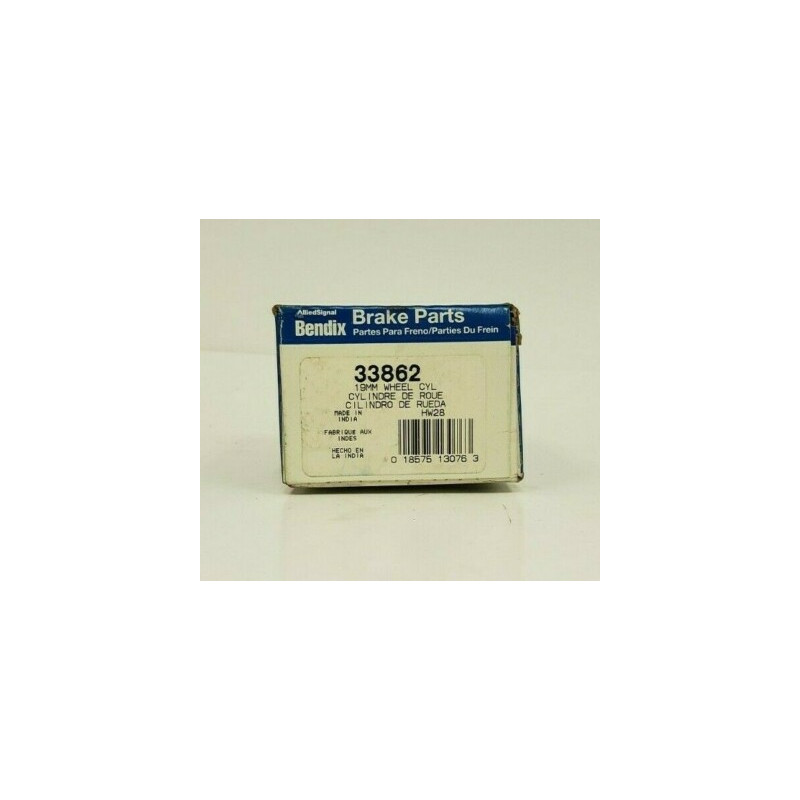 AlliedSignal
Bendix
Brake Parts
Partes Para Freno/Parties Du Frein
33862
19MM WHEEL CYL
CYLINDRE DE ROUE
CILINDRO DE RUEDA
MADE IN
INDIA
HW28
FABRIQUE AUX
INDES
HECHO EN
LA INDIA
0 18575 13076 3